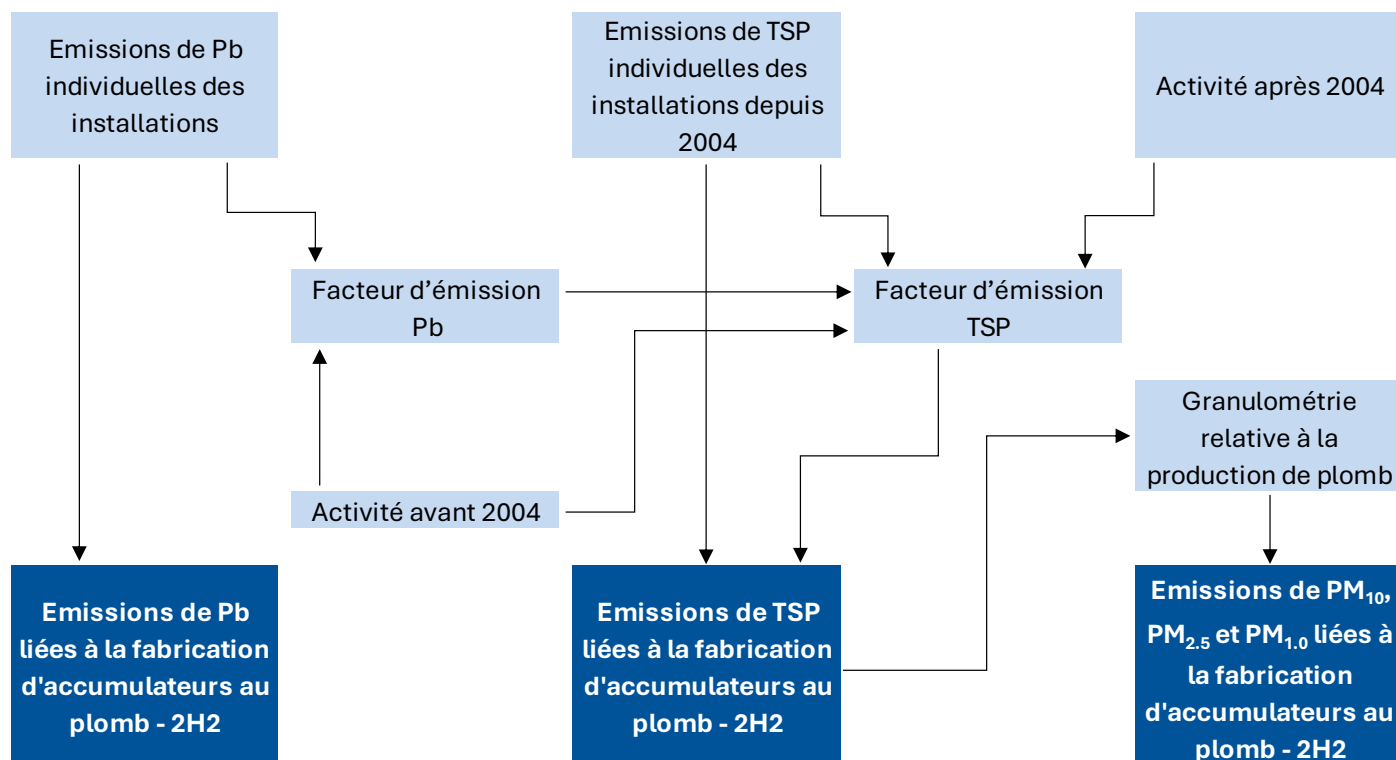 Emissions de Pb
individuelles des
installations
Emissions de TSP
individuelles des
installations depuis
2004
Activité après 2004
Facteur d’émission
Pb
Facteur d’émission
TSP
Granulométrie
relative à la
production de plomb
Activité avant 2004
Emissions de Pb
liées à la fabrication
d'accumulateurs au
plomb - 2H2
Emissions de TSP
liées à la fabrication
d'accumulateurs au
plomb - 2H2
Emissions de PM₁₀,
PM₂.₅ et PM₁.₀ liées à
la fabrication
d'accumulateurs au
plomb - 2H2